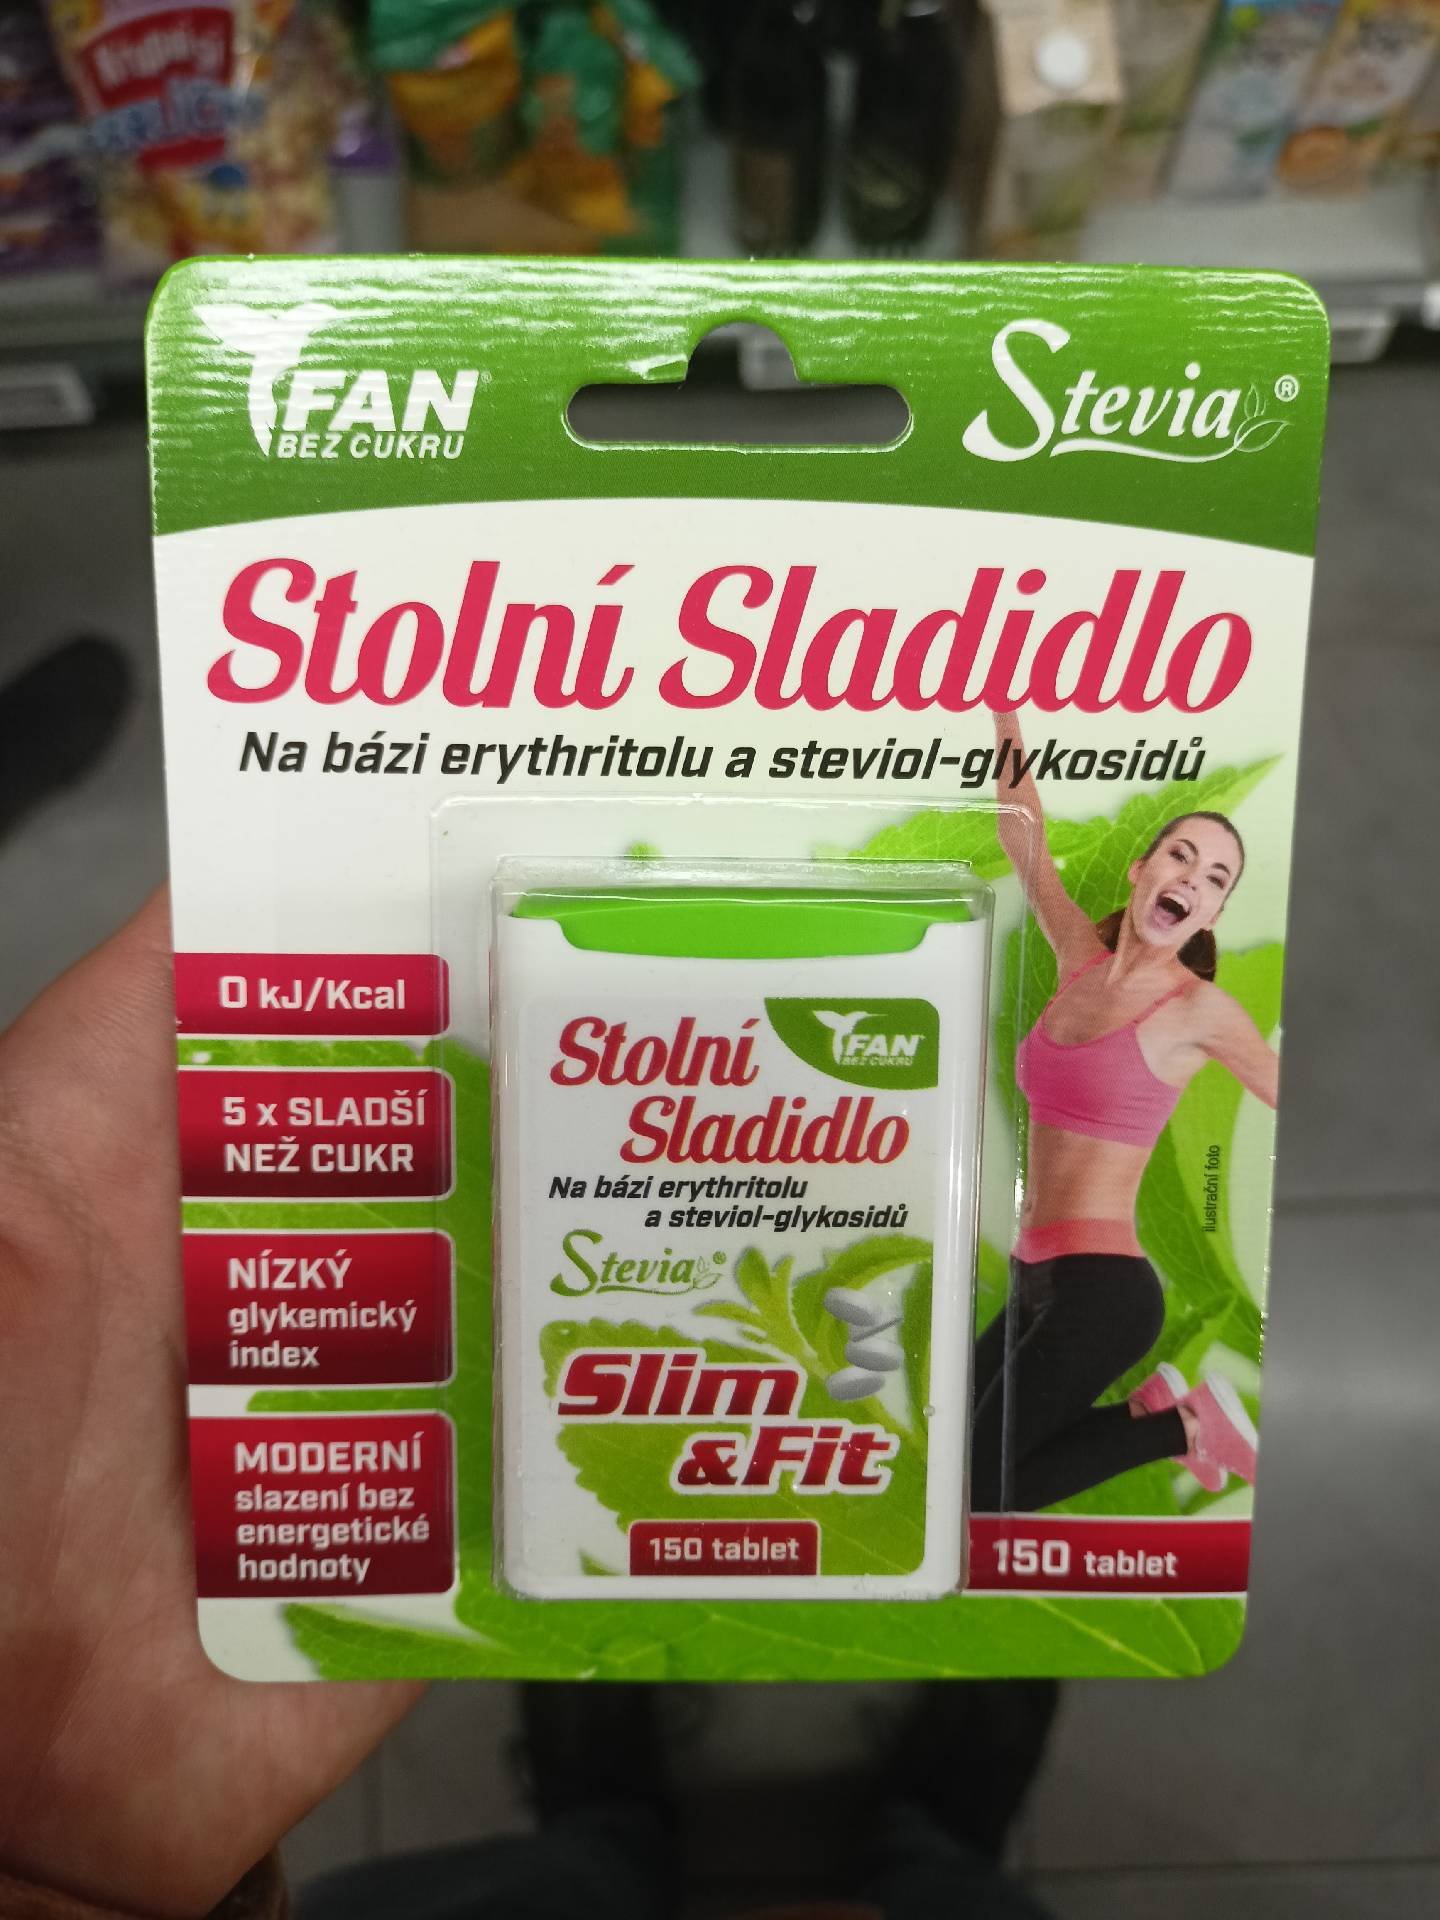 FAN
BEZ CUKRU
Stevia®
Stolní Sladidlo
Na bázi erythritolu a steviol-glykosidů
0 kJ/Kcal
5 x SLADŠÍ
NEŽ CUKR
NÍZKÝ
glykemický
index
MODERNÍ
slazení bez
energetické
hodnoty
Stolní
Sladidlo
FAN
BEZ CUKRU
Na bázi erythritolu
a steviol-glykosidů
Stevia®
Slim
&Fit
150 tablet
ilustrační foto
150 tablet